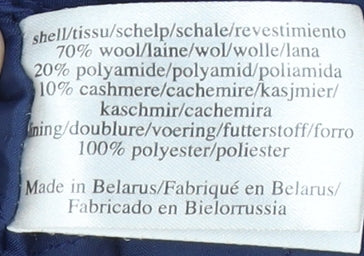 shell/tissu/schelp/schale/revestimiento
70% wool/laine/wol/wolle/lana
20% polyamide/polyamid/poliamida
10% cashmere/cachemire/kasjmier/
kaschmir/cachemira
lining/doublure/voering/futterstoff/forro
100% polyester/poliester
Made in Belarus/Fabriqué en Belarus/
Fabricado en Bielorrussia